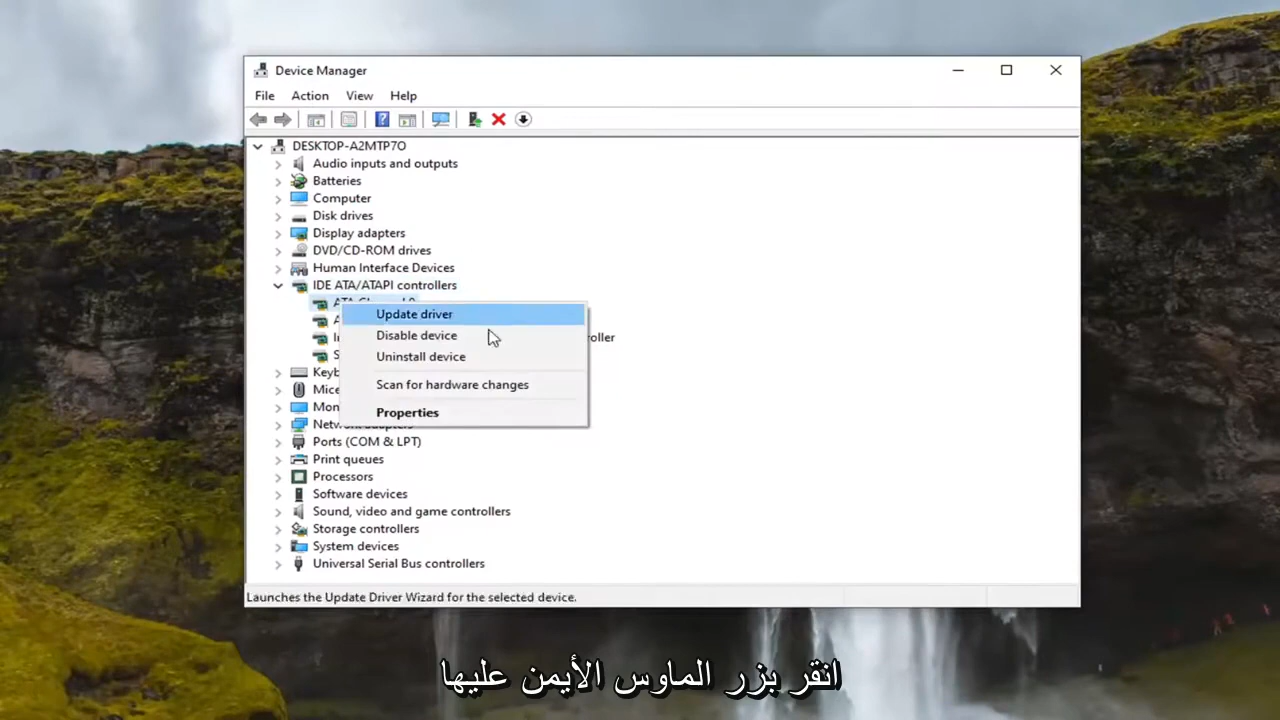 Device Manager
File Action View Help
DESKTOP-A2MTP7O
Audio inputs and outputs
Batteries
Computer
Disk drives
Display adapters
DVD/CD-ROM drives
Human Interface Devices
IDE ATA/ATAPI controllers
Update driver
Disable device
Uninstall device
Scan for hardware changes
Properties
Ports (COM & LPT)
Print queues
Processors
Software devices
Sound, video and game controllers
Storage controllers
System devices
Universal Serial Bus controllers
Launches the Update Driver Wizard for the selected device.
انقر بزر الماوس الأيمن عليها